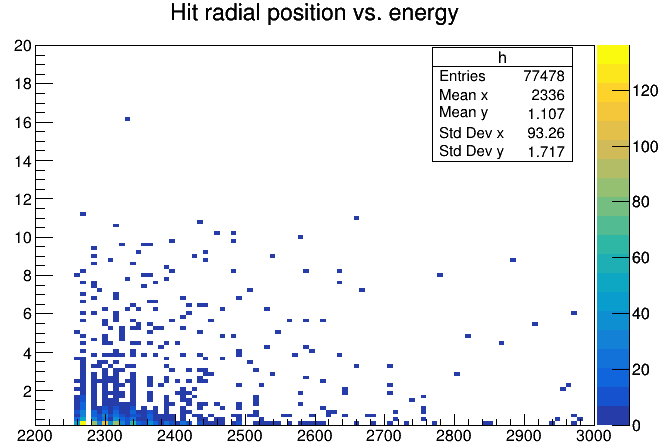 Hit radial position vs. energy
20
18
16
14
12
10
8
6
4
2
h
Entries 77478
Mean x 2336
Mean y 1.107
Std Dev x 93.26
Std Dev y 1.717
120
100
80
60
40
20
0
2200 2300 2400 2500 2600 2700 2800 2900 3000